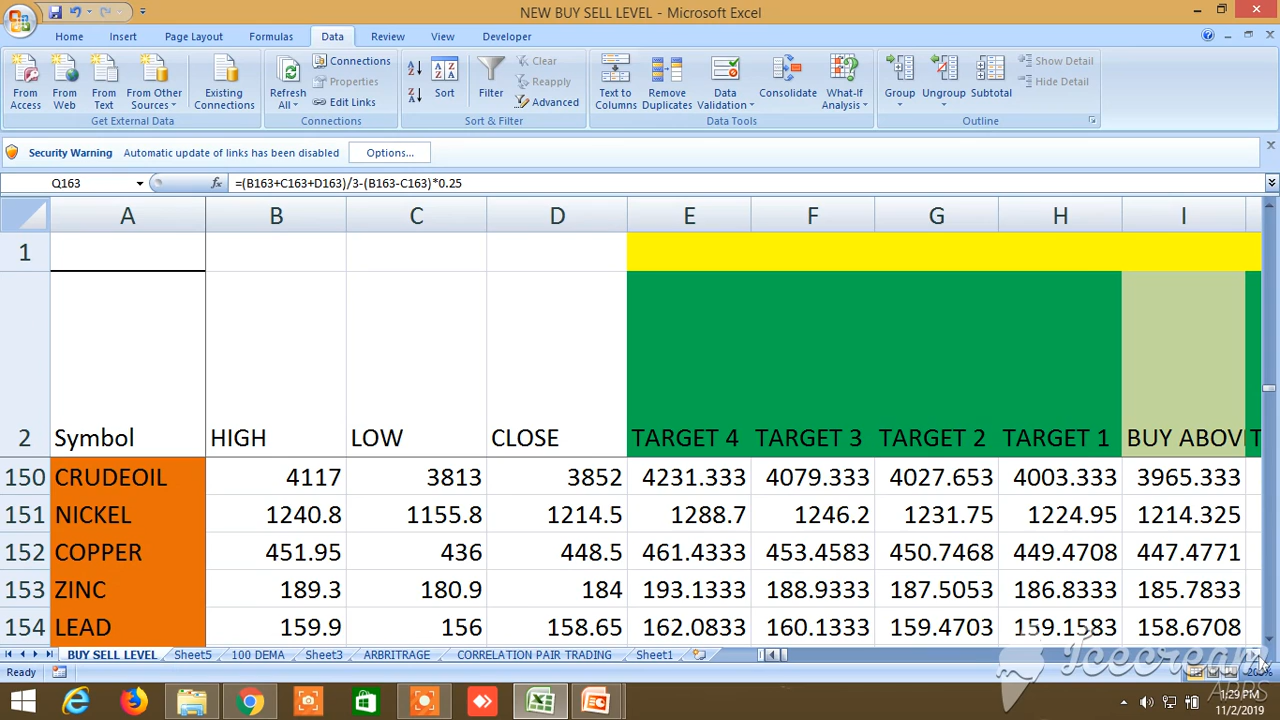 NEW BUY SELL LEVEL - Microsoft Excel
Home Insert Page Layout Formulas Data Review View Developer
From Access From Web From Text From Other Sources Existing Connections
Get External Data
Refresh All Connections Properties Edit Links
Connections
Sort Filter Clear Reapply Advanced
Sort & Filter
Text to Columns Remove Duplicates Data Validation Consolidate What-If Analysis
Data Tools
Group Ungroup Subtotal Show Detail Hide Detail
Outline
Security Warning Automatic update of links has been disabled Options...
Q163 fx =(B163+C163+D163)/3-(B163-C163)*0.25
A B C D E F G H I
1
2 Symbol HIGH LOW CLOSE TARGET 4 TARGET 3 TARGET 2 TARGET 1 BUY ABOV T
150 CRUDEOIL 4117 3813 3852 4231.333 4079.333 4027.653 4003.333 3965.333
151 NICKEL 1240.8 1155.8 1214.5 1288.7 1246.2 1231.75 1224.95 1214.325
152 COPPER 451.95 436 448.5 461.4333 453.4583 450.7468 449.4708 447.4771
153 ZINC 189.3 180.9 184 193.1333 188.9333 187.5053 186.8333 185.7833
154 LEAD 159.9 156 158.65 162.0833 160.1333 159.4703 159.1583 158.6708
BUY SELL LEVEL Sheet5 100 DEMA Sheet3 ARBRITRAGE CORRELATION PAIR TRADING Sheet1
Ready 200%
Icecream
APPS
1:29 PM
11/2/2019